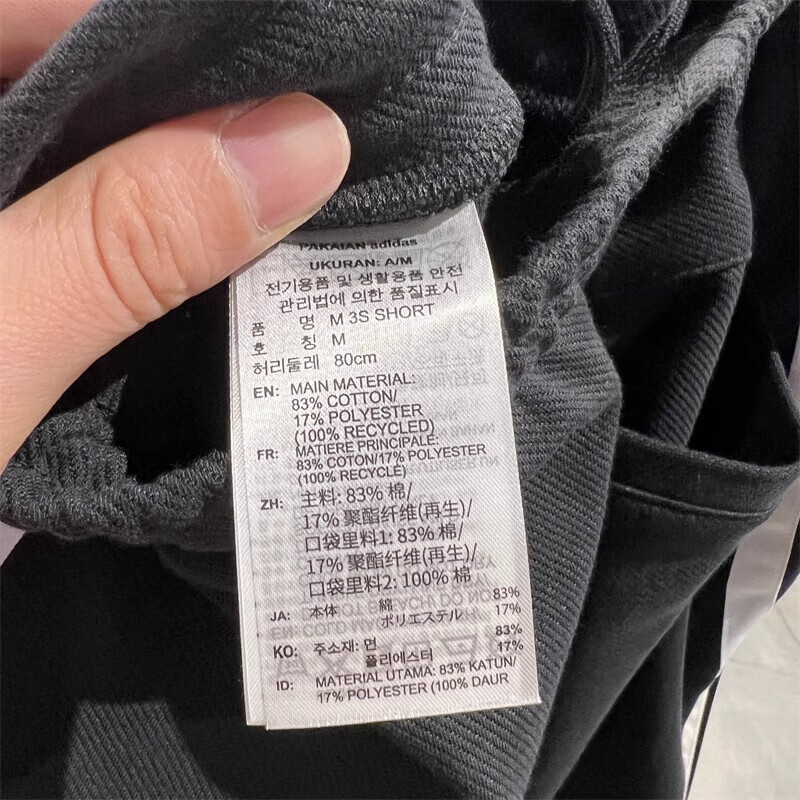 PAKAIAN adidas
UKURAN: A/M
전기용품 및 생활용품 안전
관리법에 의한 품질표시
품 명 M 3S SHORT
호 칭 M
허리둘레 80cm
EN: MAIN MATERIAL:
83% COTTON/
17% POLYESTER
(100% RECYCLED)
FR: MATIERE PRINCIPALE:
83% COTON/17% POLYESTER
(100% RECYCLÉ)
ZH: 主料: 83% 棉/
17% 聚酯纤维(再生)/
口袋里料1: 83% 棉/
17% 聚酯纤维(再生)/
口袋里料2: 100% 棉
JA: 本体 綿 83%
ポリエステル 17%
KO: 주소재: 면 83%
폴리에스터 17%
ID: MATERIAL UTAMA: 83% KATUN/
17% POLYESTER (100% DAUR